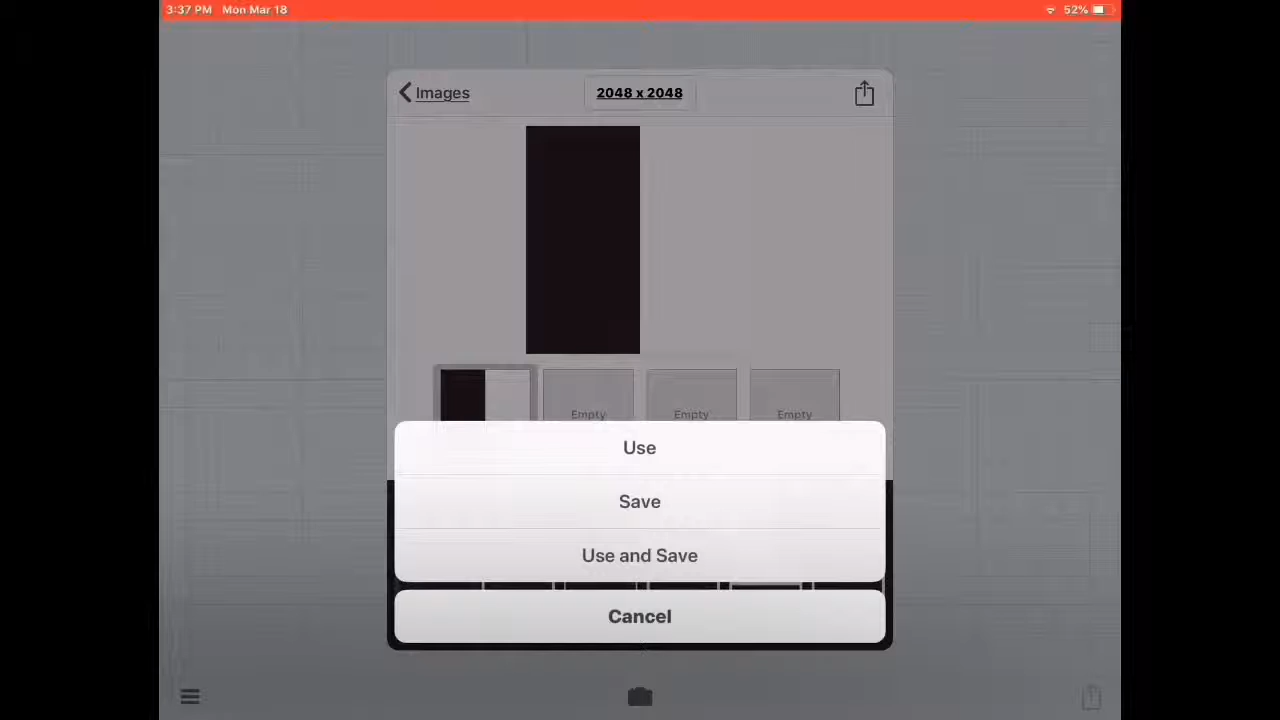 3:37 PM Mon Mar 18 52%
Images 2048 x 2048
Empty Empty Empty
Use
Save
Use and Save
Cancel